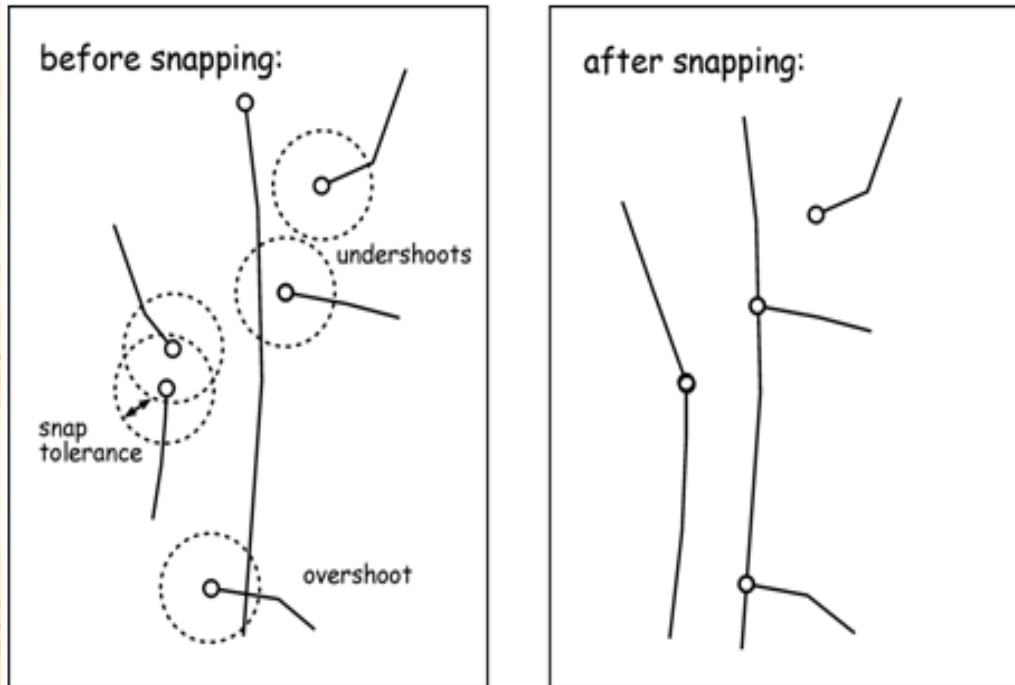 before snapping:
undershoots
snap
tolerance
overshoot
after snapping: